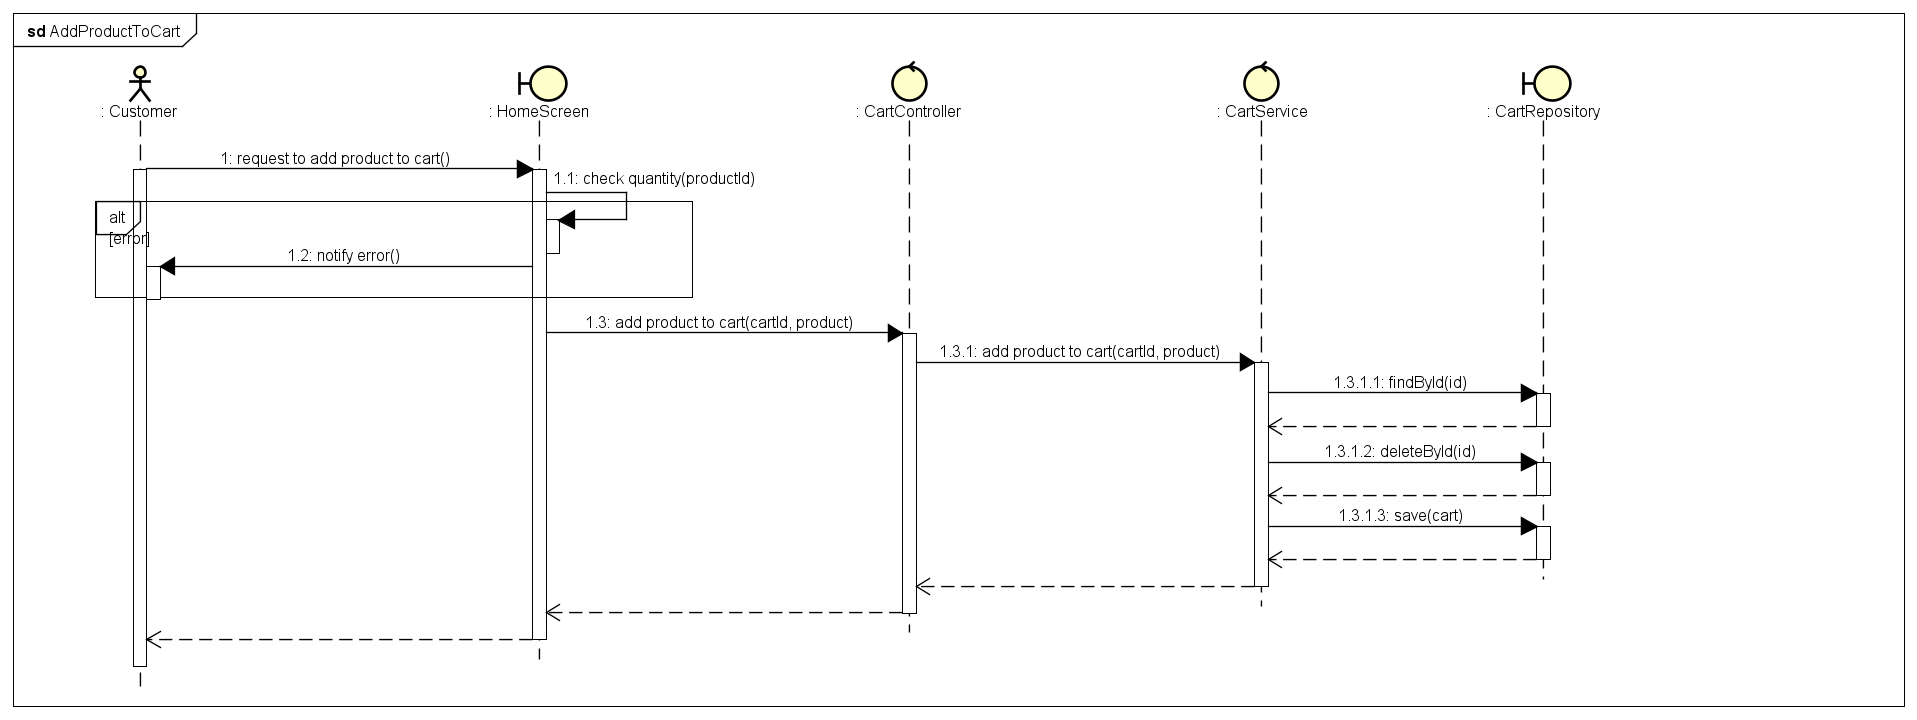 sd AddProductToCart
: Customer
: HomeScreen
: CartController
: CartService
: CartRepository
1: request to add product to cart()
1.1: check quantity(productId)
alt
[error]
1.2: notify error()
1.3: add product to cart(cartId, product)
1.3.1: add product to cart(cartId, product)
1.3.1.1: findById(id)
1.3.1.2: deleteById(id)
1.3.1.3: save(cart)